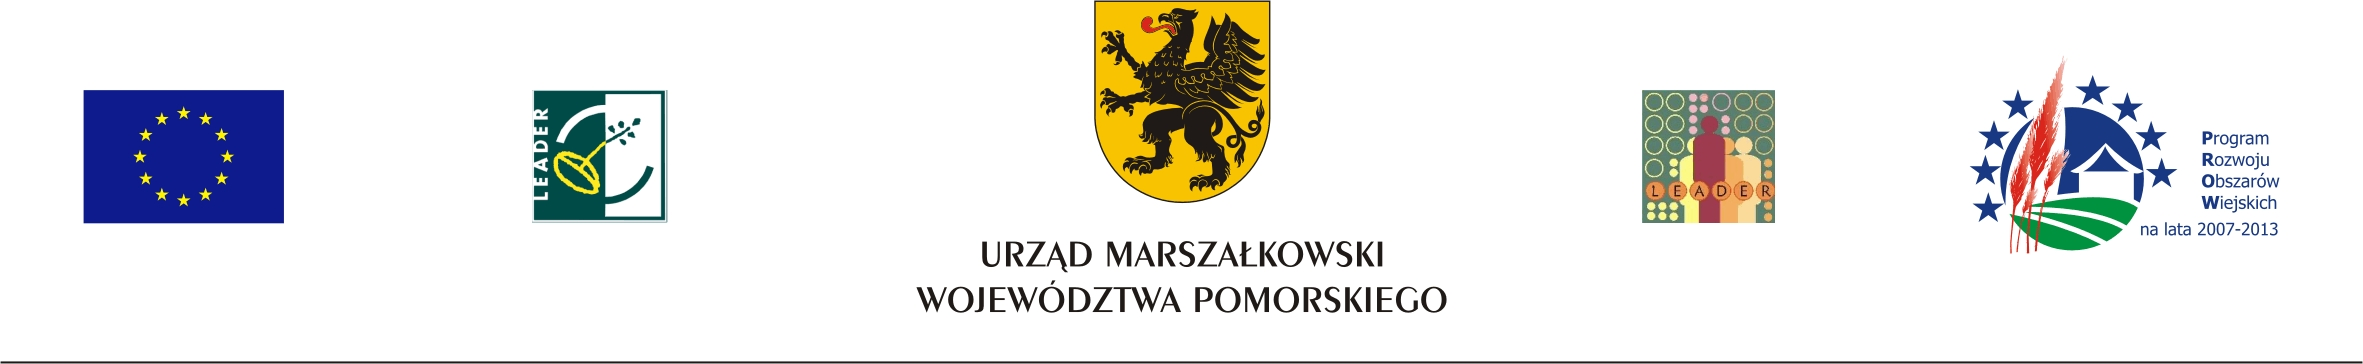 LEADER
URZĄD MARSZAŁKOWSKI
WOJEWÓDZTWA POMORSKIEGO
LEADER
Program
Rozwoju
Obszarów
Wiejskich
na lata 2007-2013